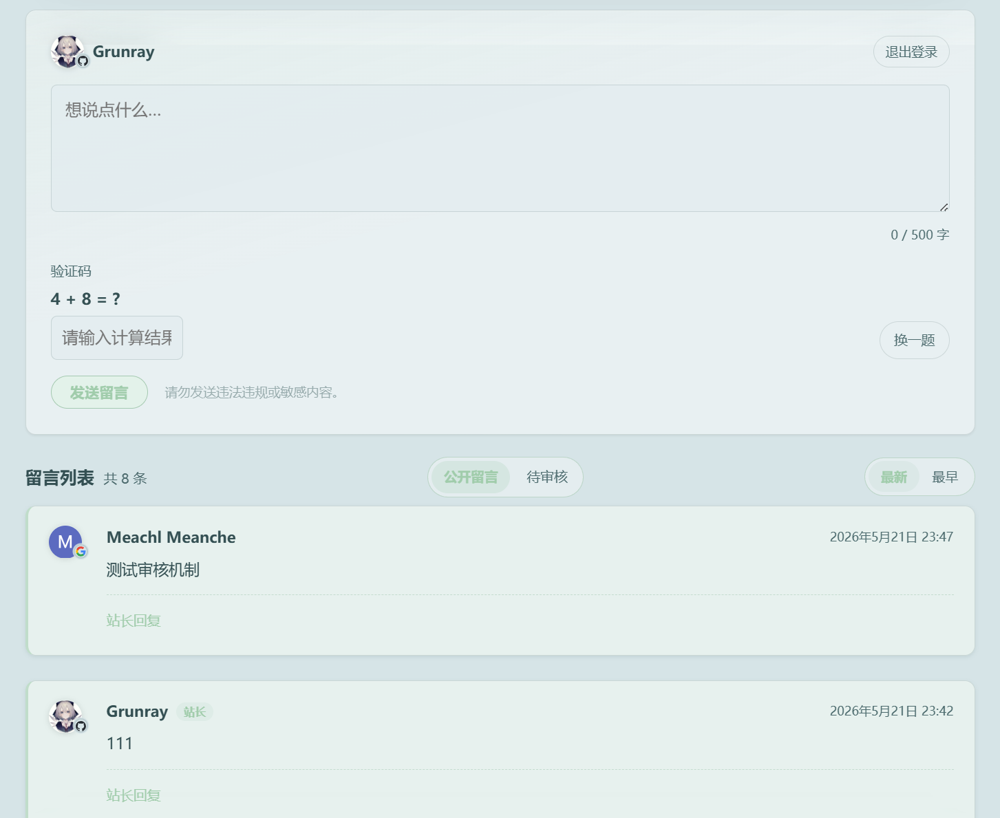 Grunray
退出登录
想说点什么...
0 / 500 字
验证码
4 + 8 = ?
请输入计算结果
换一题
发送留言 请勿发送违法违规或敏感内容。
留言列表 共 8 条 公开留言 待审核 最新 最早
M Meachl Meanche 2026年5月21日 23:47
测试审核机制
站长回复
Grunray 站长 2026年5月21日 23:42
111
站长回复